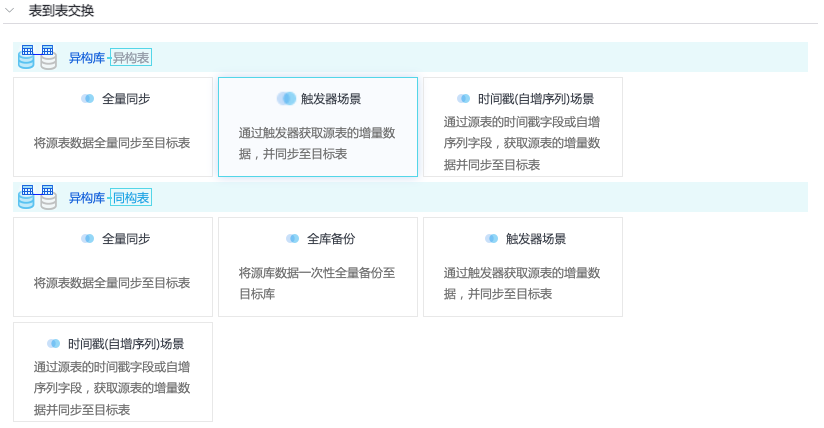 表到表交换
异构库-异构表
全量同步
将源表数据全量同步至目标表
触发器场景
通过触发器获取源表的增量数
据，并同步至目标表
时间戳(自增序列)场景
通过源表的时间戳字段或自增
序列字段，获取源表的增量数
据并同步至目标表
异构库-同构表
全量同步
将源表数据全量同步至目标表
全库备份
将源库数据一次性全量备份至
目标库
触发器场景
通过触发器获取源表的增量数
据，并同步至目标表
时间戳(自增序列)场景
通过源表的时间戳字段或自增
序列字段，获取源表的增量数
据并同步至目标表